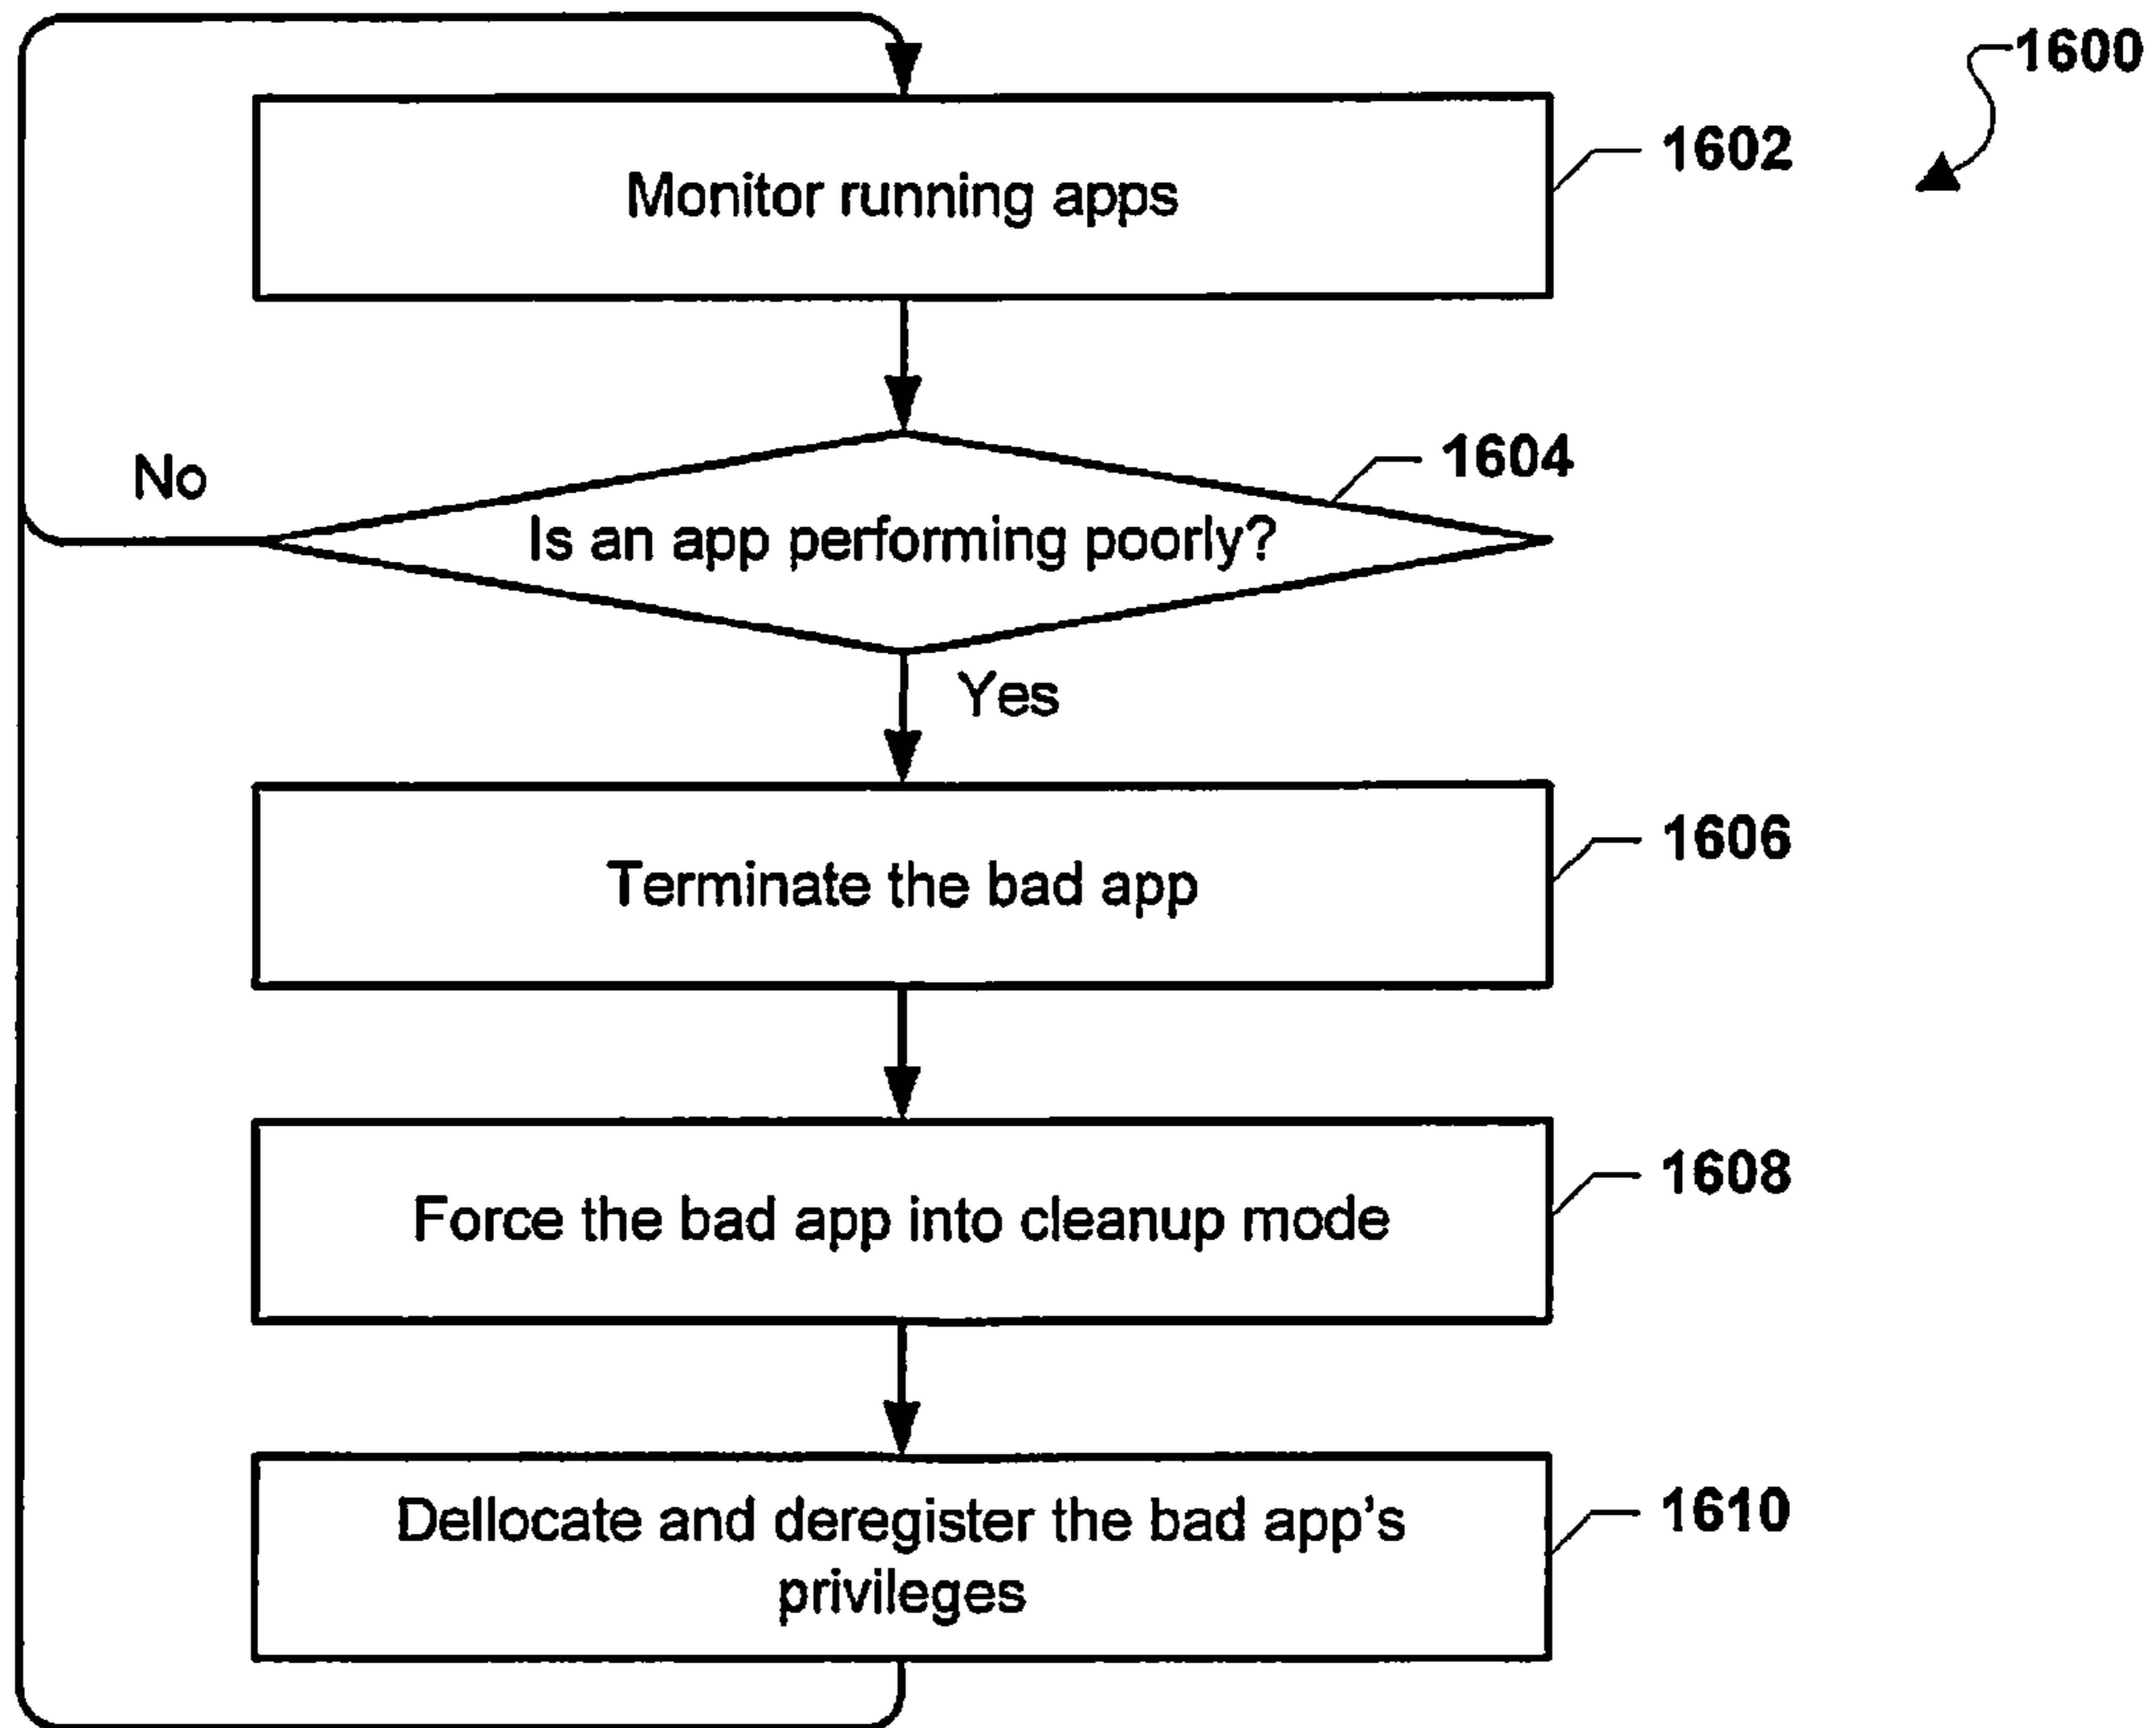 1600
Monitor running apps
1602
1604
No
Is an app performing poorly?
Yes
Terminate the bad app
1606
Force the bad app into cleanup mode
1608
Dellocate and deregister the bad app's
privileges
1610